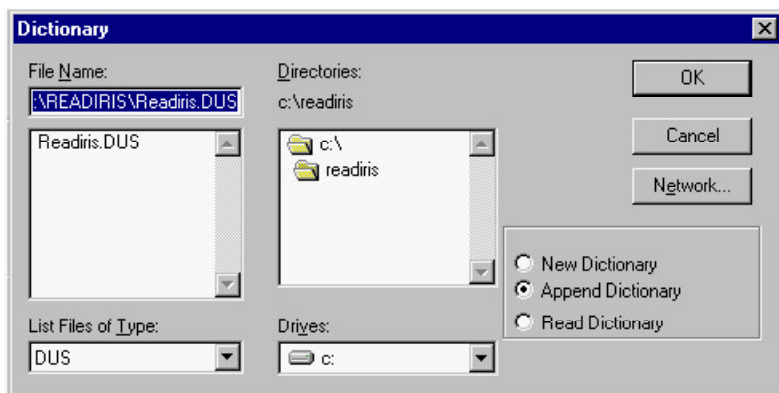 Dictionary
File Name:
:\READIRIS\Readiris.DUS
Readiris.DUS
List Files of Type:
DUS
Directories:
c:\readiris
c:\
readiris
Drives:
c:
OK
Cancel
Network...
New Dictionary
Append Dictionary
Read Dictionary